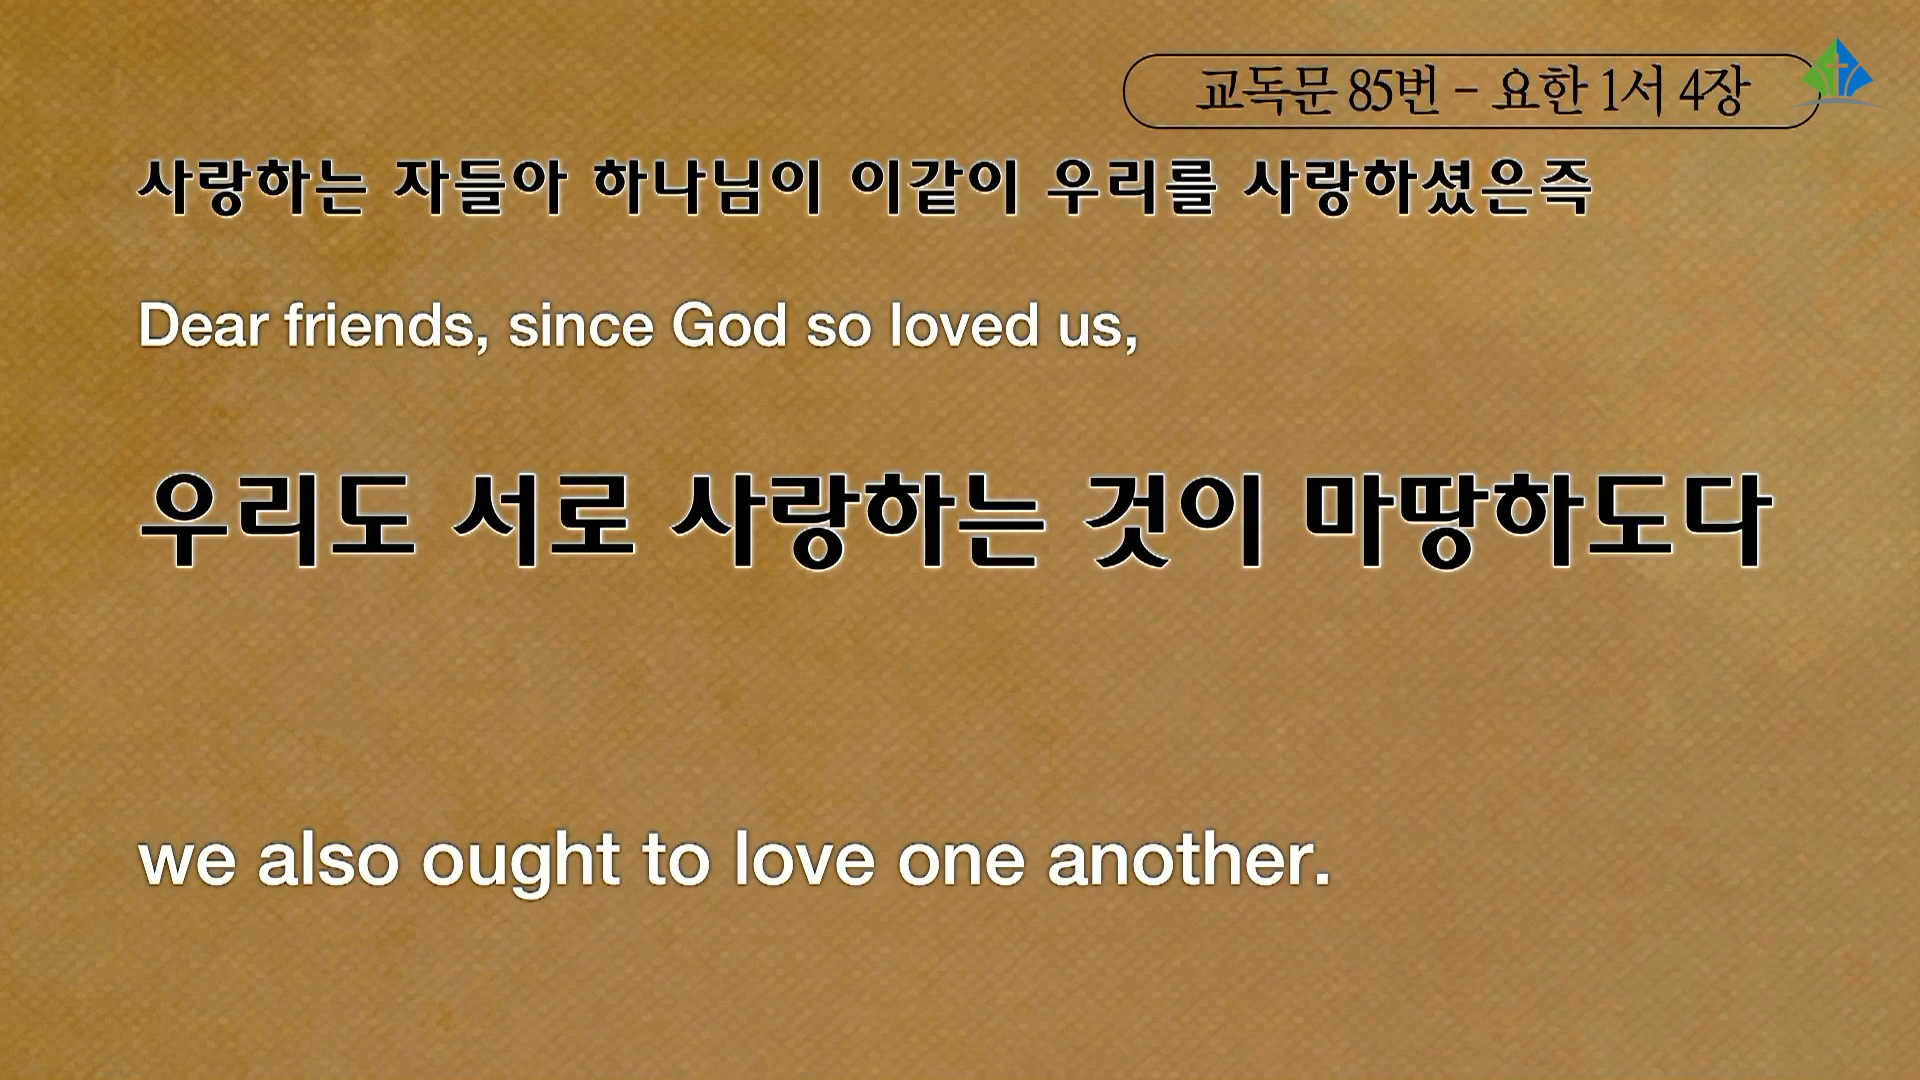 교독문 85번 - 요한 1서 4장
사랑하는 자들아 하나님이 이같이 우리를 사랑하셨은즉
Dear friends, since God so loved us,
우리도 서로 사랑하는 것이 마땅하도다
we also ought to love one another.